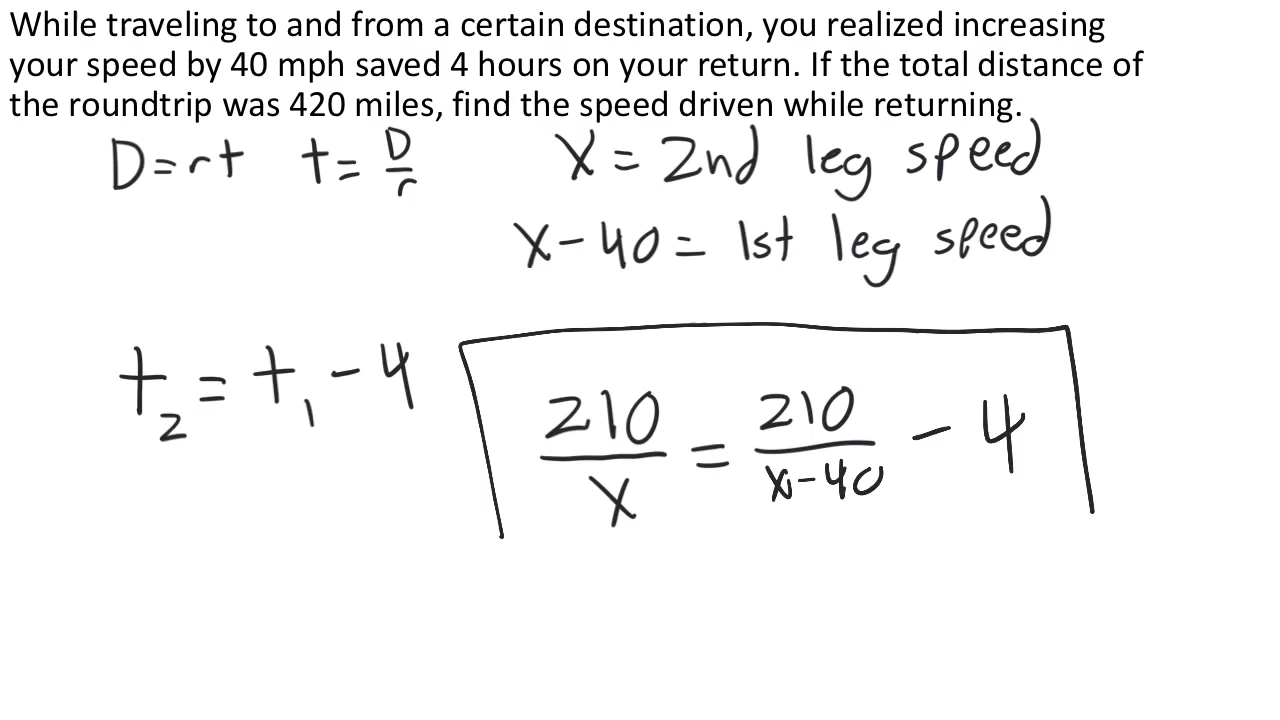 While traveling to and from a certain destination, you realized increasing
your speed by 40 mph saved 4 hours on your return. If the total distance of
the roundtrip was 420 miles, find the speed driven while returning.
D=rt t=D/r x=2nd leg speed
x-40=1st leg speed
t₂=t₁-4 210/x=210/(x-40)-4